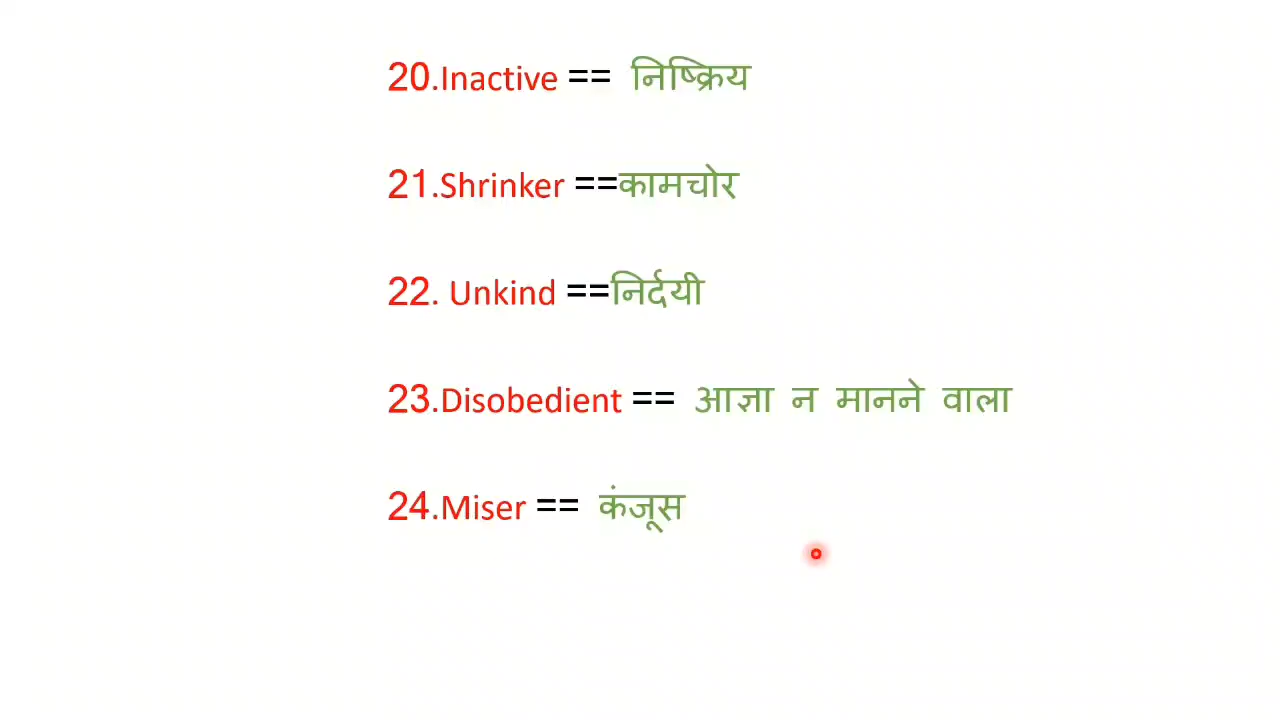 20.Inactive == निष्क्रिय
21.Shrinker ==कामचोर
22. Unkind ==निर्दयी
23.Disobedient == आज्ञा न मानने वाला
24.Miser == कंजूस